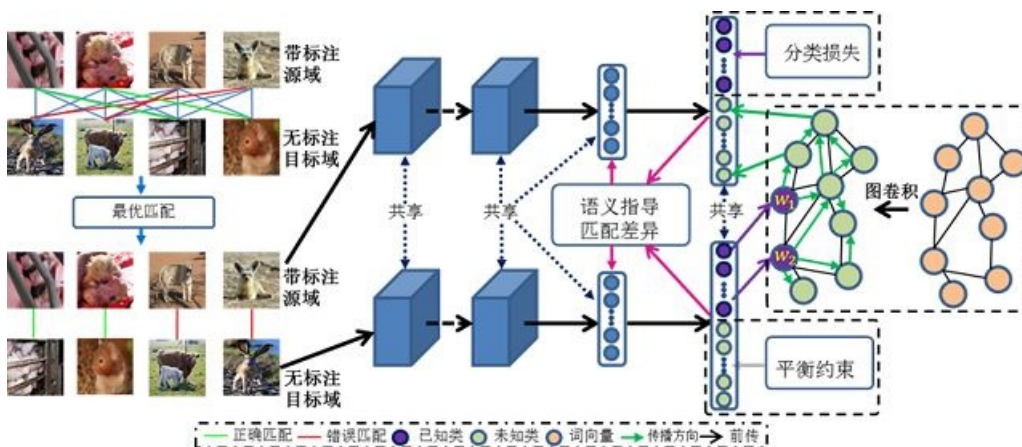 带标注
源域
无标注
目标域
最优匹配
带标注
源域
无标注
目标域
共享
共享
语义指导
匹配差异
共享
分类损失
w1
w2
图卷积
平衡约束
正确匹配 错误匹配 已知类 未知类 词向量 传播方向 前传